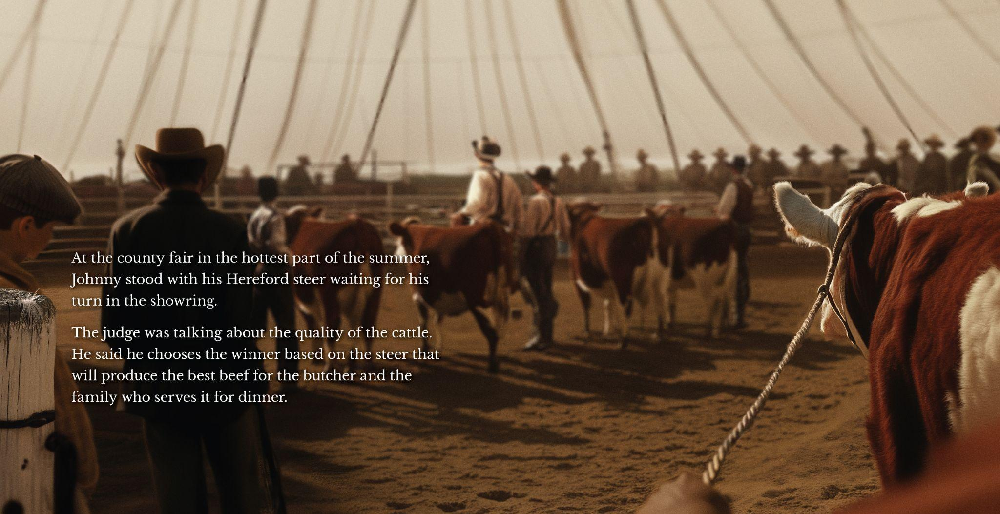 At the county fair in the hottest part of the summer,
Johnny stood with his Hereford steer waiting for his
turn in the showring.
The judge was talking about the quality of the cattle.
He said he chooses the winner based on the steer that
will produce the best beef for the butcher and the
family who serves it for dinner.